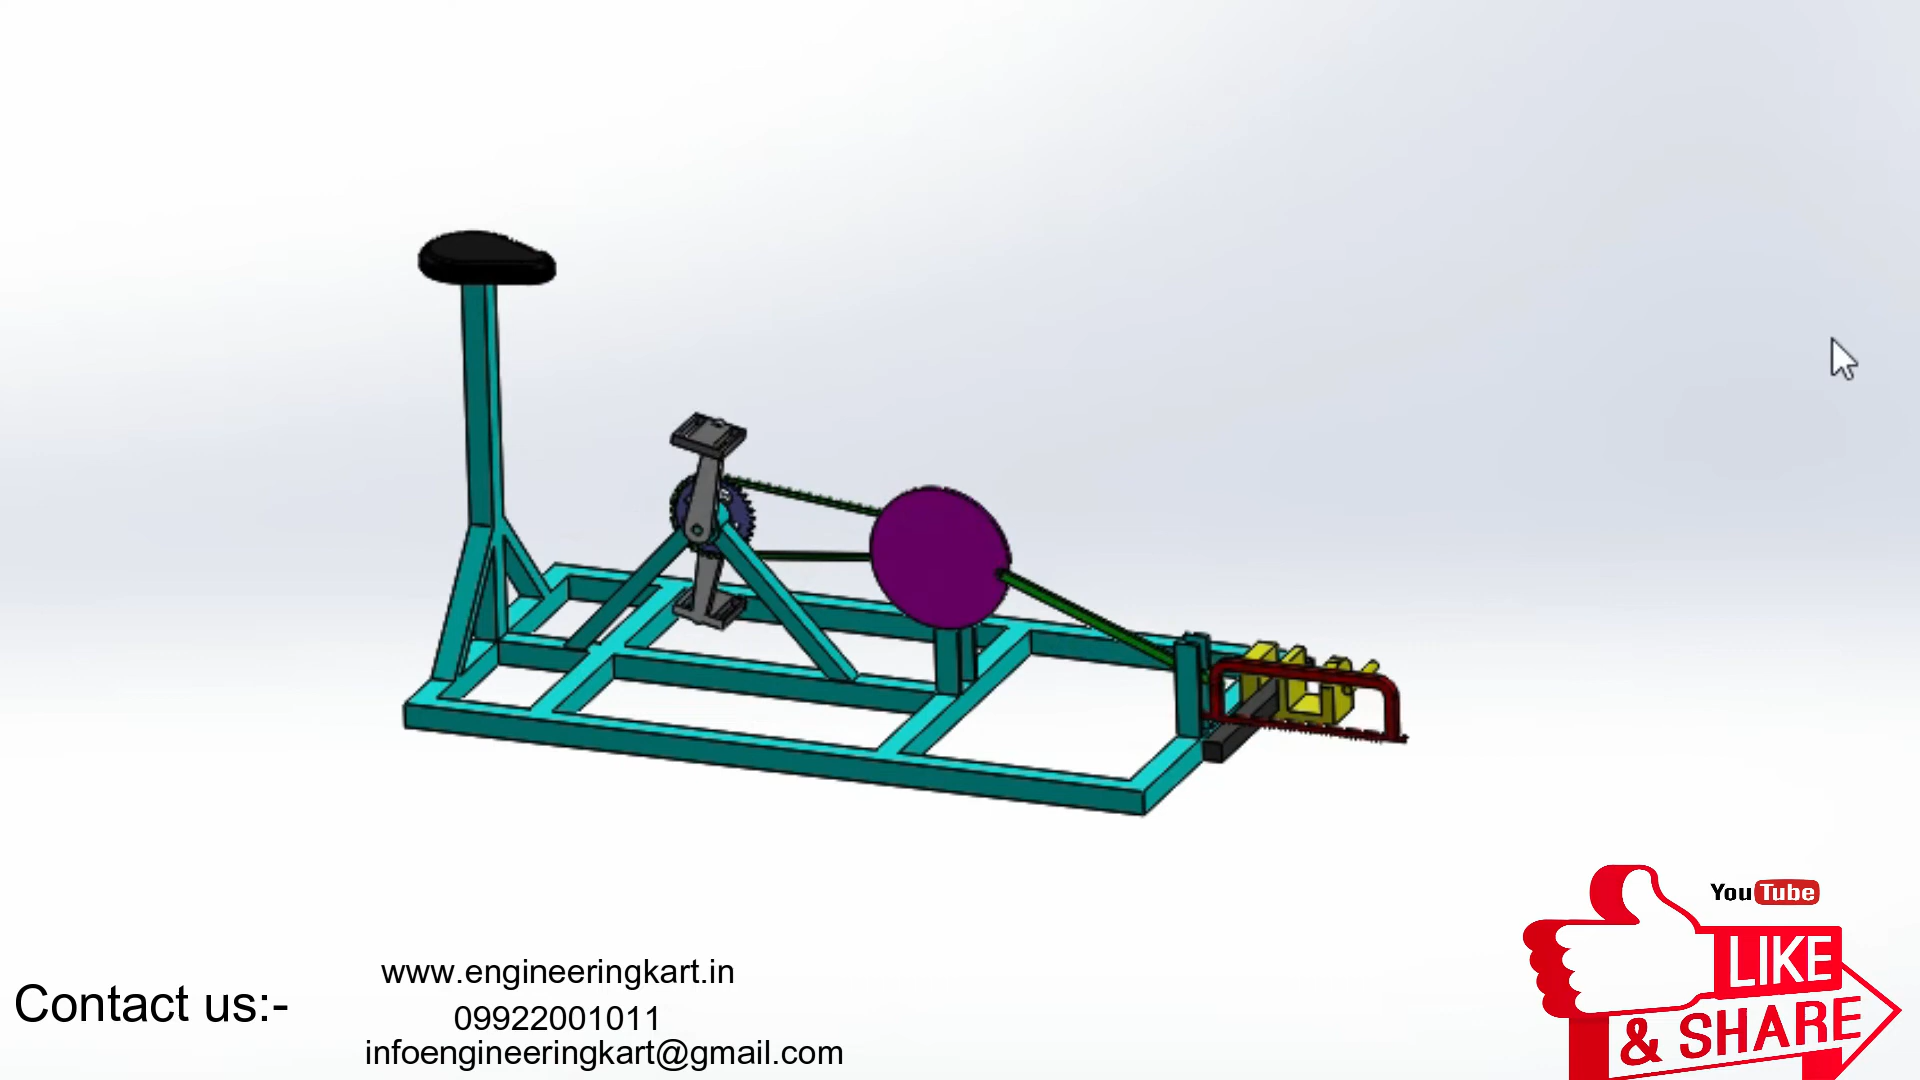 YouTube
LIKE
& SHARE
Contact us:-
www.engineeringkart.in
09922001011
infoengineeringkart@gmail.com